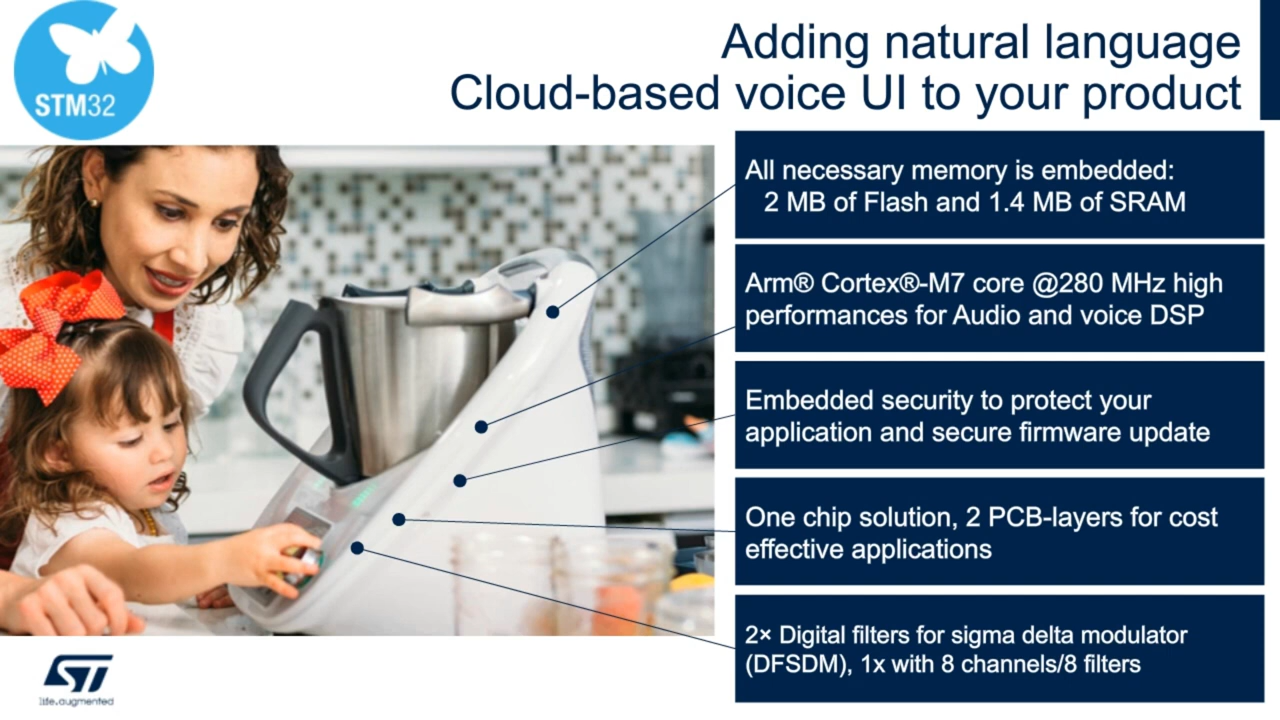 STM32
Adding natural language
Cloud-based voice UI to your product
All necessary memory is embedded:
2 MB of Flash and 1.4 MB of SRAM
Arm® Cortex®-M7 core @280 MHz high
performances for Audio and voice DSP
Embedded security to protect your
application and secure firmware update
One chip solution, 2 PCB-layers for cost
effective applications
2× Digital filters for sigma delta modulator
(DFSDM), 1x with 8 channels/8 filters
ST
life.augmented